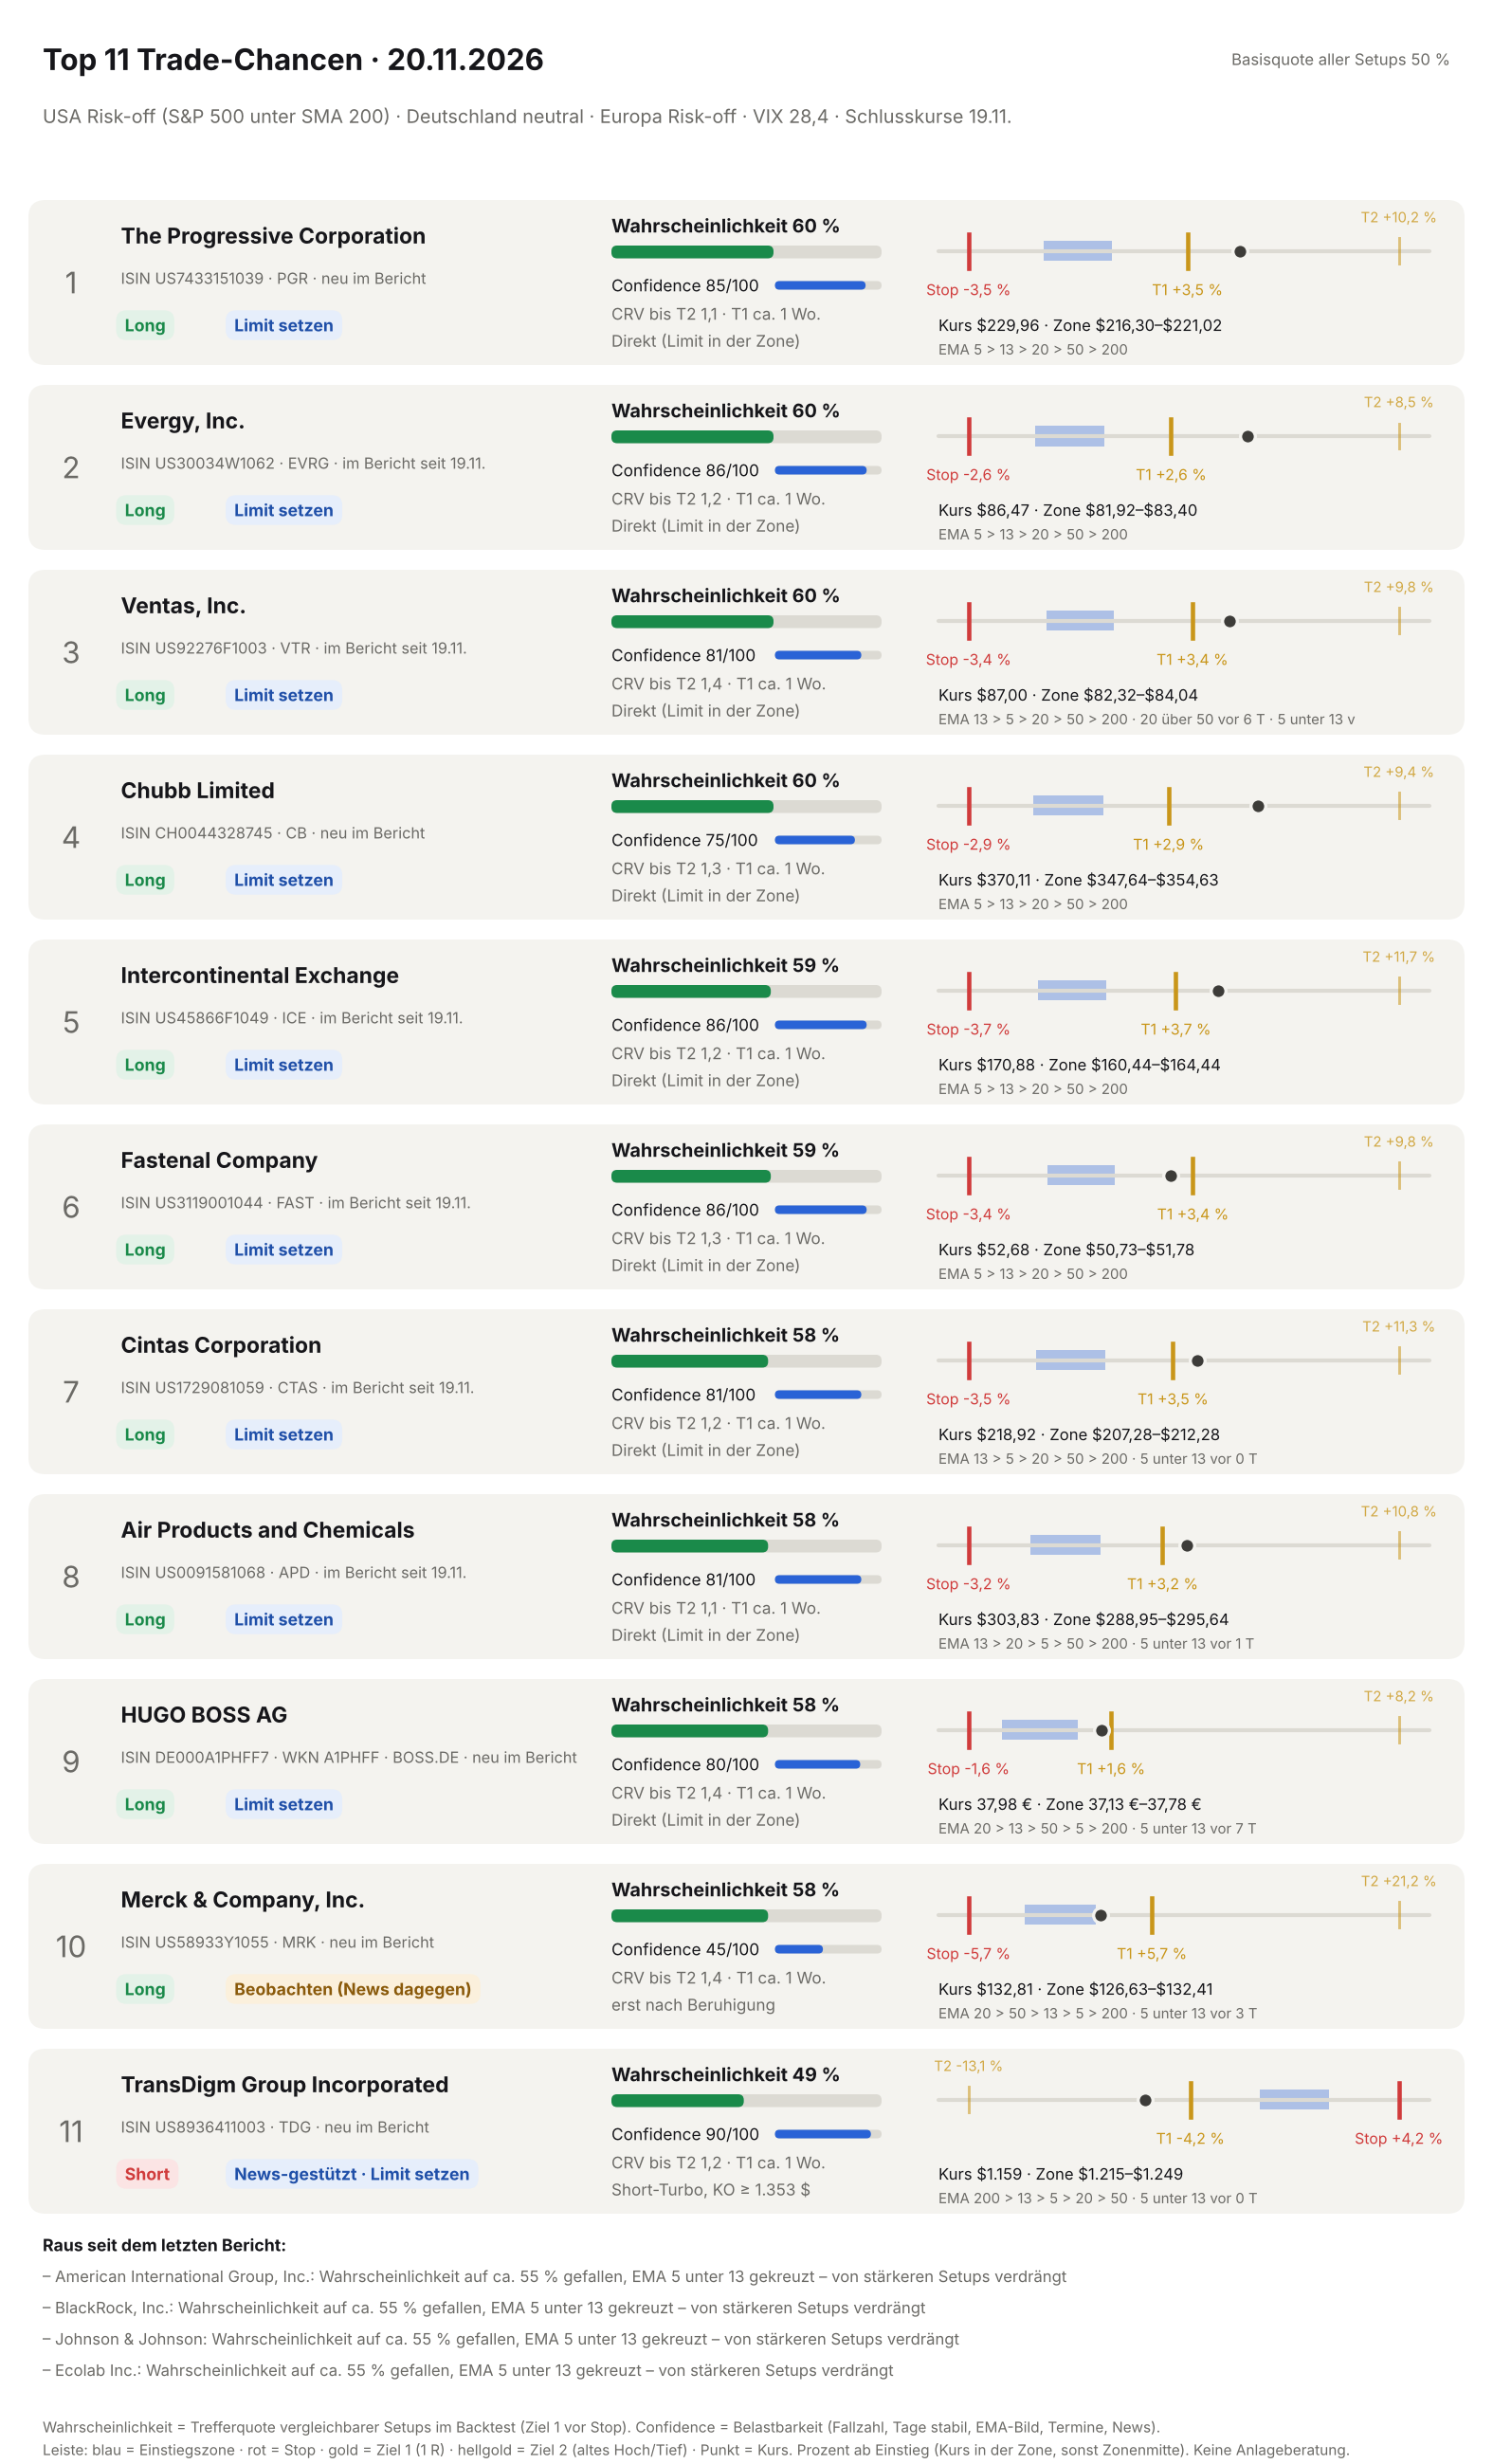 Top 11 Trade-Chancen · 20.11.2026
Basisquote aller Setups 50 %
USA Risk-off (S&P 500 unter SMA 200) · Deutschland neutral · Europa Risk-off · VIX 28,4 · Schlusskurse 19.11.
1
The Progressive Corporation
ISIN US7433151039 · PGR · neu im Bericht
Long
Limit setzen
Wahrscheinlichkeit 60 %
Confidence 85/100
CRV bis T2 1,1 · T1 ca. 1 Wo.
Direkt (Limit in der Zone)
T2 +10,2 %
Stop -3,5 %
T1 +3,5 %
Kurs $229,96 · Zone $216,30–$221,02
EMA 5 > 13 > 20 > 50 > 200
2
Evergy, Inc.
ISIN US30034W1062 · EVRG · im Bericht seit 19.11.
Long
Limit setzen
Wahrscheinlichkeit 60 %
Confidence 86/100
CRV bis T2 1,2 · T1 ca. 1 Wo.
Direkt (Limit in der Zone)
T2 +8,5 %
Stop -2,6 %
T1 +2,6 %
Kurs $86,47 · Zone $81,92–$83,40
EMA 5 > 13 > 20 > 50 > 200
3
Ventas, Inc.
ISIN US92276F1003 · VTR · im Bericht seit 19.11.
Long
Limit setzen
Wahrscheinlichkeit 60 %
Confidence 81/100
CRV bis T2 1,4 · T1 ca. 1 Wo.
Direkt (Limit in der Zone)
T2 +9,8 %
Stop -3,4 %
T1 +3,4 %
Kurs $87,00 · Zone $82,32–$84,04
EMA 13 > 5 > 20 > 50 > 200 · 20 über 50 vor 6 T · 5 unter 13 v
4
Chubb Limited
ISIN CH0044328745 · CB · neu im Bericht
Long
Limit setzen
Wahrscheinlichkeit 60 %
Confidence 75/100
CRV bis T2 1,3 · T1 ca. 1 Wo.
Direkt (Limit in der Zone)
T2 +9,4 %
Stop -2,9 %
T1 +2,9 %
Kurs $370,11 · Zone $347,64–$354,63
EMA 5 > 13 > 20 > 50 > 200
5
Intercontinental Exchange
ISIN US45866F1049 · ICE · im Bericht seit 19.11.
Long
Limit setzen
Wahrscheinlichkeit 59 %
Confidence 86/100
CRV bis T2 1,2 · T1 ca. 1 Wo.
Direkt (Limit in der Zone)
T2 +11,7 %
Stop -3,7 %
T1 +3,7 %
Kurs $170,88 · Zone $160,44–$164,44
EMA 5 > 13 > 20 > 50 > 200
6
Fastenal Company
ISIN US3119001044 · FAST · im Bericht seit 19.11.
Long
Limit setzen
Wahrscheinlichkeit 59 %
Confidence 86/100
CRV bis T2 1,3 · T1 ca. 1 Wo.
Direkt (Limit in der Zone)
T2 +9,8 %
Stop -3,4 %
T1 +3,4 %
Kurs $52,68 · Zone $50,73–$51,78
EMA 5 > 13 > 20 > 50 > 200
7
Cintas Corporation
ISIN US1729081059 · CTAS · im Bericht seit 19.11.
Long
Limit setzen
Wahrscheinlichkeit 58 %
Confidence 81/100
CRV bis T2 1,2 · T1 ca. 1 Wo.
Direkt (Limit in der Zone)
T2 +11,3 %
Stop -3,5 %
T1 +3,5 %
Kurs $218,92 · Zone $207,28–$212,28
EMA 13 > 5 > 20 > 50 > 200 · 5 unter 13 vor 0 T
8
Air Products and Chemicals
ISIN US0091581068 · APD · im Bericht seit 19.11.
Long
Limit setzen
Wahrscheinlichkeit 58 %
Confidence 81/100
CRV bis T2 1,1 · T1 ca. 1 Wo.
Direkt (Limit in der Zone)
T2 +10,8 %
Stop -3,2 %
T1 +3,2 %
Kurs $303,83 · Zone $288,95–$295,64
EMA 13 > 20 > 5 > 50 > 200 · 5 unter 13 vor 1 T
9
HUGO BOSS AG
ISIN DE000A1PHFF7 · WKN A1PHFF · BOSS.DE · neu im Bericht
Long
Limit setzen
Wahrscheinlichkeit 58 %
Confidence 80/100
CRV bis T2 1,4 · T1 ca. 1 Wo.
Direkt (Limit in der Zone)
T2 +8,2 %
Stop -1,6 %
T1 +1,6 %
Kurs 37,98 € · Zone 37,13 €–37,78 €
EMA 20 > 13 > 50 > 5 > 200 · 5 unter 13 vor 7 T
10
Merck & Company, Inc.
ISIN US58933Y1055 · MRK · neu im Bericht
Long
Beobachten (News dagegen)
Wahrscheinlichkeit 58 %
Confidence 45/100
CRV bis T2 1,4 · T1 ca. 1 Wo.
erst nach Beruhigung
T2 +21,2 %
Stop -5,7 %
T1 +5,7 %
Kurs $132,81 · Zone $126,63–$132,41
EMA 20 > 50 > 13 > 5 > 200 · 5 unter 13 vor 3 T
11
TransDigm Group Incorporated
ISIN US8936411003 · TDG · neu im Bericht
Short
News-gestützt · Limit setzen
Wahrscheinlichkeit 49 %
Confidence 90/100
CRV bis T2 1,2 · T1 ca. 1 Wo.
Short-Turbo, KO ≥ 1.353 $
T2 -13,1 %
T1 -4,2 %
Stop +4,2 %
Kurs $1.159 · Zone $1.215–$1.249
EMA 200 > 13 > 5 > 20 > 50 · 5 unter 13 vor 0 T
Raus seit dem letzten Bericht:
– American International Group, Inc.: Wahrscheinlichkeit auf ca. 55 % gefallen, EMA 5 unter 13 gekreuzt – von stärkeren Setups verdrängt
– BlackRock, Inc.: Wahrscheinlichkeit auf ca. 55 % gefallen, EMA 5 unter 13 gekreuzt – von stärkeren Setups verdrängt
– Johnson & Johnson: Wahrscheinlichkeit auf ca. 55 % gefallen, EMA 5 unter 13 gekreuzt – von stärkeren Setups verdrängt
– Ecolab Inc.: Wahrscheinlichkeit auf ca. 55 % gefallen, EMA 5 unter 13 gekreuzt – von stärkeren Setups verdrängt
Wahrscheinlichkeit = Trefferquote vergleichbarer Setups im Backtest (Ziel 1 vor Stop). Confidence = Belastbarkeit (Fallzahl, Tage stabil, EMA-Bild, Termine, News).
Leiste: blau = Einstiegszone · rot = Stop · gold = Ziel 1 (1 R) · hellgold = Ziel 2 (altes Hoch/Tief) · Punkt = Kurs. Prozent ab Einstieg (Kurs in der Zone, sonst Zonenmitte). Keine Anlageberatung.